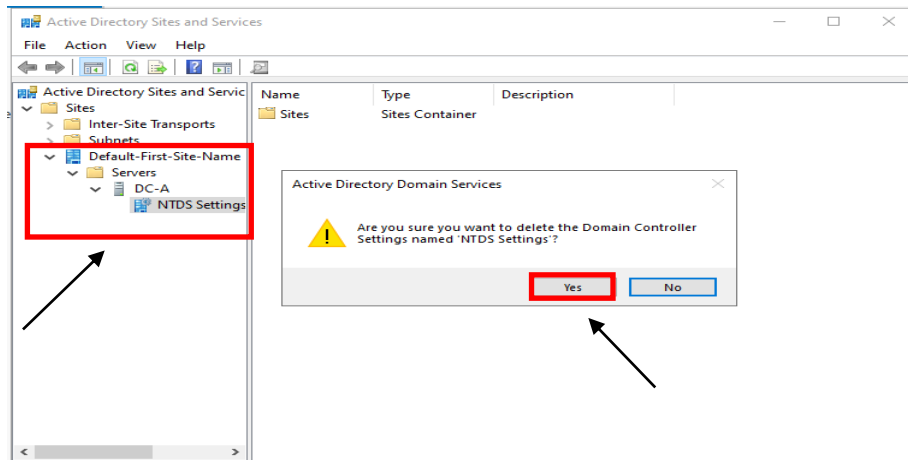 Active Directory Sites and Services
File Action View Help
Active Directory Sites and Servic
Sites
Inter-Site Transports
Subnets
Default-First-Site-Name
Servers
DC-A
NTDS Settings
Name Type Description
Sites Sites Container
Active Directory Domain Services
Are you sure you want to delete the Domain Controller
Settings named 'NTDS Settings'?
Yes No